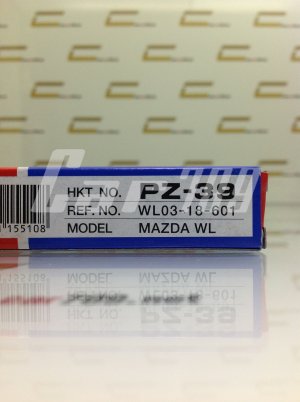 HKT NO. PZ-39
REF. NO. WL03-18-601
MODEL MAZDA WL
155108